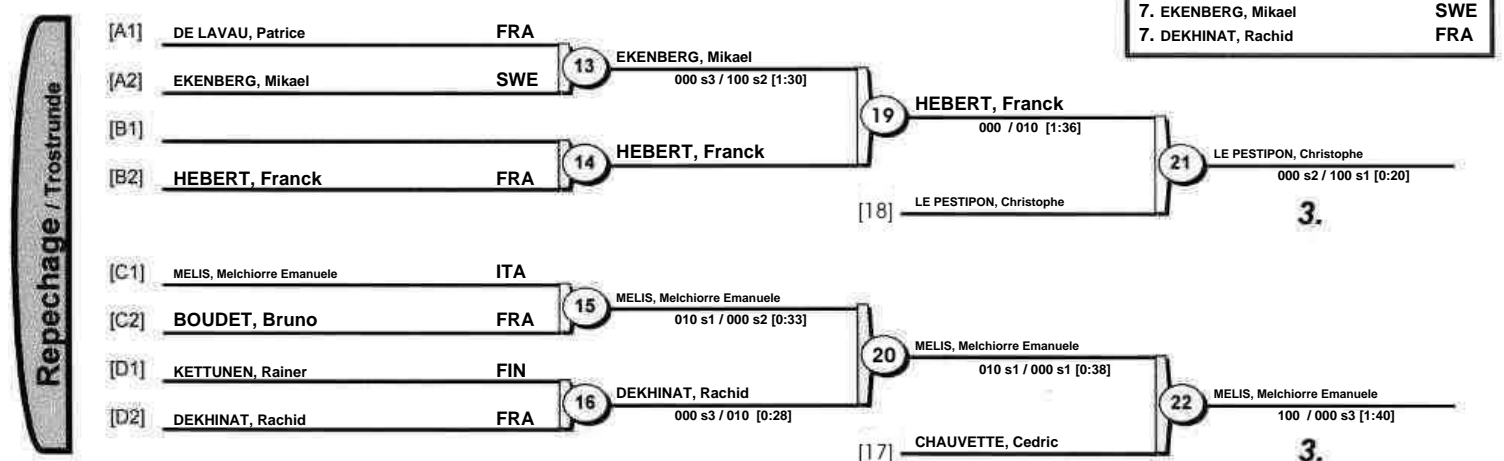 7. EKENBERG, Mikael SWE
7. DEKHINAT, Rachid FRA
Repechage / Trostrunde
[A1] DE LAVAU, Patrice FRA
[A2] EKENBERG, Mikael SWE
13 EKENBERG, Mikael
000 s3 / 100 s2 [1:30]
[B1]
[B2] HEBERT, Franck FRA
14 HEBERT, Franck
19 HEBERT, Franck
000 / 010 [1:36]
[18] LE PESTIPON, Christophe
21 LE PESTIPON, Christophe
000 s2 / 100 s1 [0:20]
3.
[C1] MELIS, Melchiorre Emanuele ITA
[C2] BOUDET, Bruno FRA
15 MELIS, Melchiorre Emanuele
010 s1 / 000 s2 [0:33]
[D1] KETTUNEN, Rainer FIN
[D2] DEKHINAT, Rachid FRA
16 DEKHINAT, Rachid
000 s3 / 010 [0:28]
20 MELIS, Melchiorre Emanuele
010 s1 / 000 s1 [0:38]
[17] CHAUVETTE, Cedric
22 MELIS, Melchiorre Emanuele
100 / 000 s3 [1:40]
3.